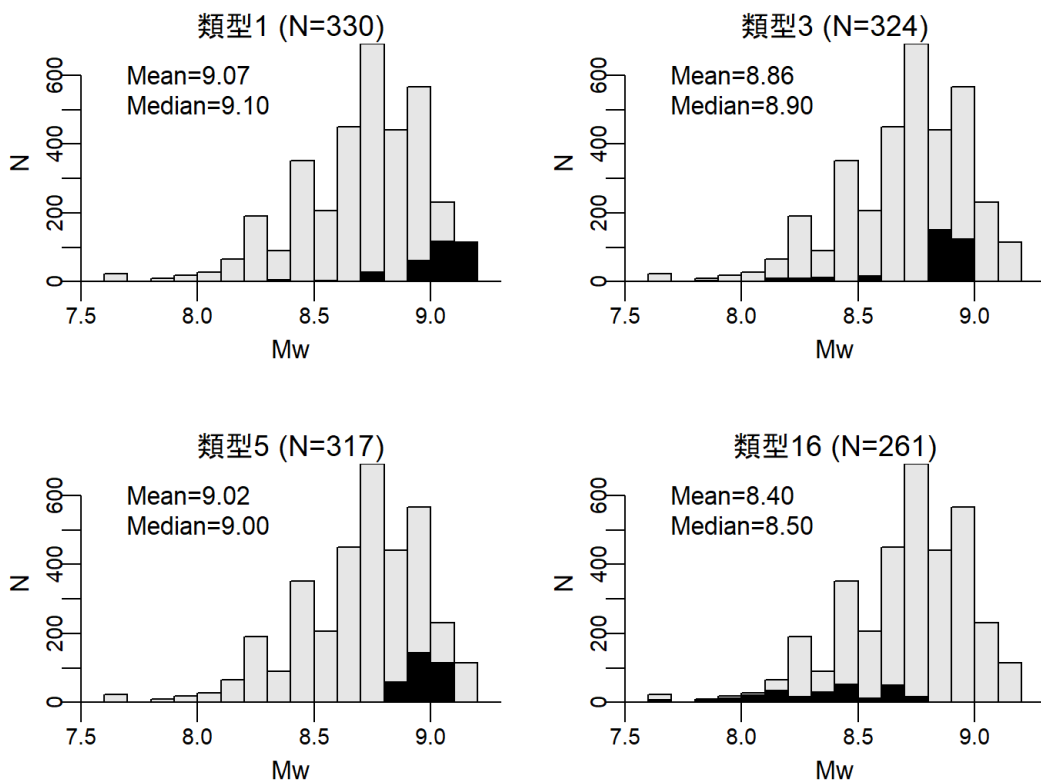 類型1 (N=330)
Mean=9.07
Median=9.10
N
0
200
400
600
7.5
8.0
8.5
9.0
Mw
類型3 (N=324)
Mean=8.86
Median=8.90
N
0
200
400
600
7.5
8.0
8.5
9.0
Mw
類型5 (N=317)
Mean=9.02
Median=9.00
N
0
200
400
600
7.5
8.0
8.5
9.0
Mw
類型16 (N=261)
Mean=8.40
Median=8.50
N
0
200
400
600
7.5
8.0
8.5
9.0
Mw